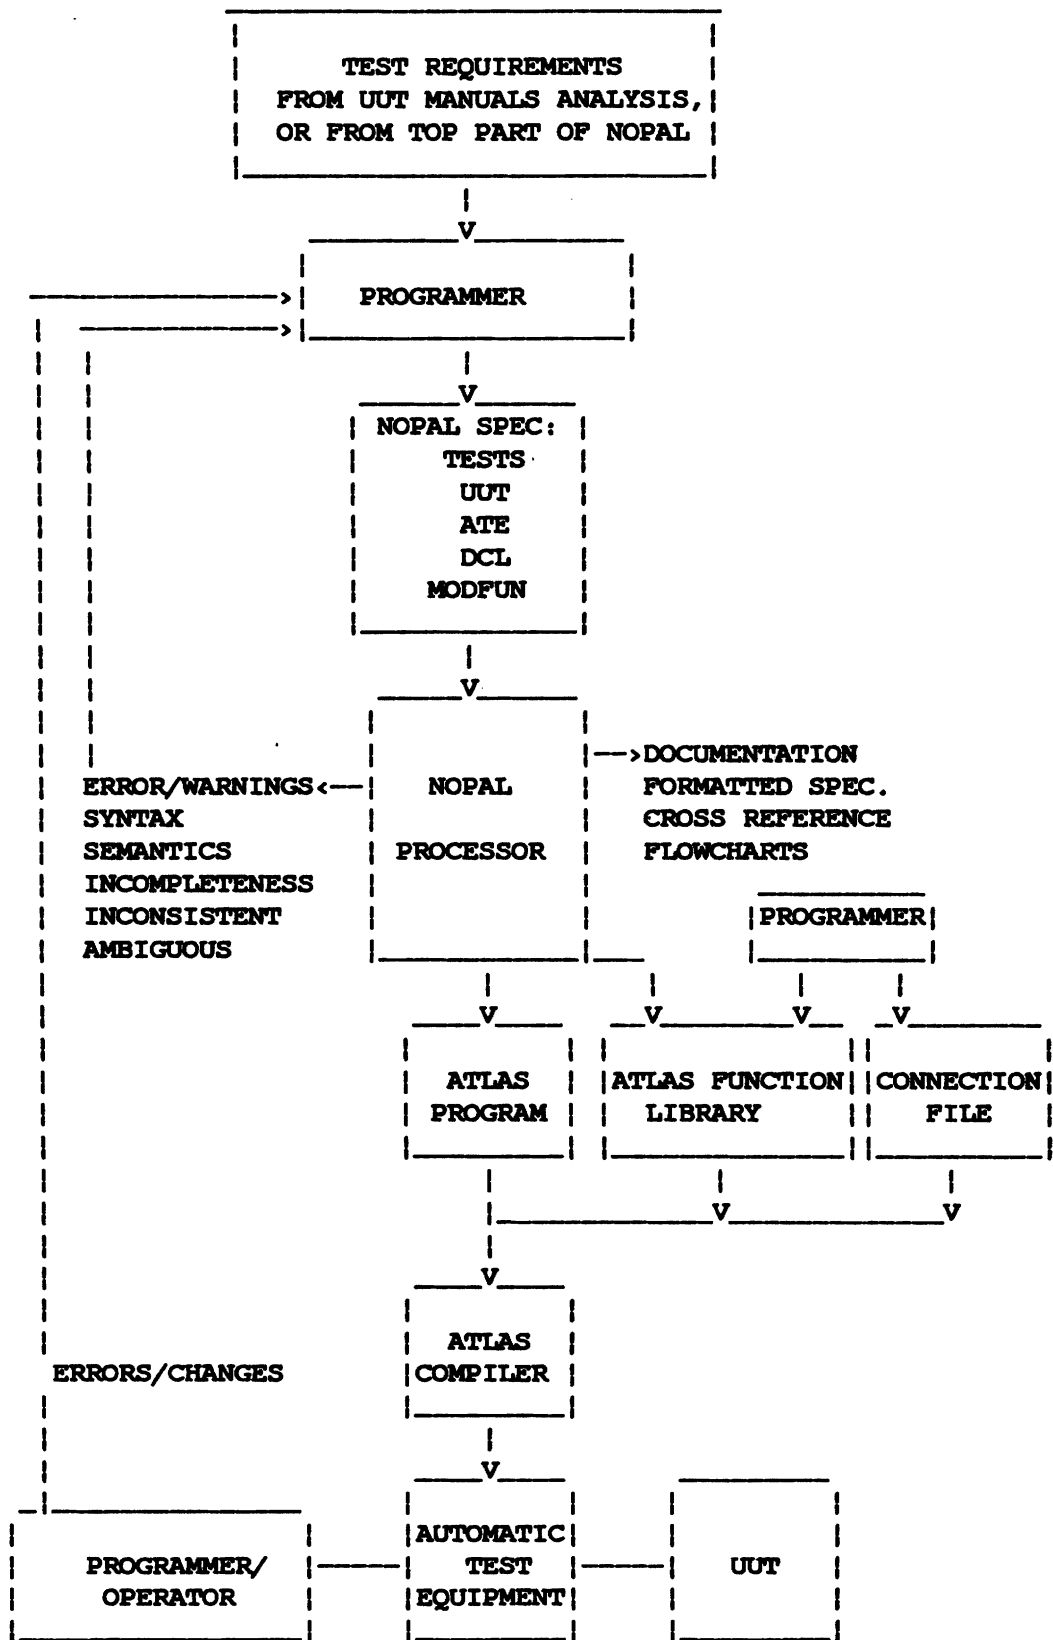 TEST REQUIREMENTS
FROM UUT MANUALS ANALYSIS,
OR FROM TOP PART OF NOPAL
PROGRAMMER
NOPAL SPEC:
TESTS
UUT
ATE
DCL
MODFUN
NOPAL
PROCESSOR
ERROR/WARNINGS
SYNTAX
SEMANTICS
INCOMPLETENESS
INCONSISTENT
AMBIGUOUS
DOCUMENTATION
FORMATTED SPEC.
CROSS REFERENCE
FLOWCHARTS
PROGRAMMER
ATLAS
PROGRAM
ATLAS FUNCTION
LIBRARY
CONNECTION
FILE
ATLAS
COMPILER
ERRORS/CHANGES
PROGRAMMER/
OPERATOR
AUTOMATIC
TEST
EQUIPMENT
UUT